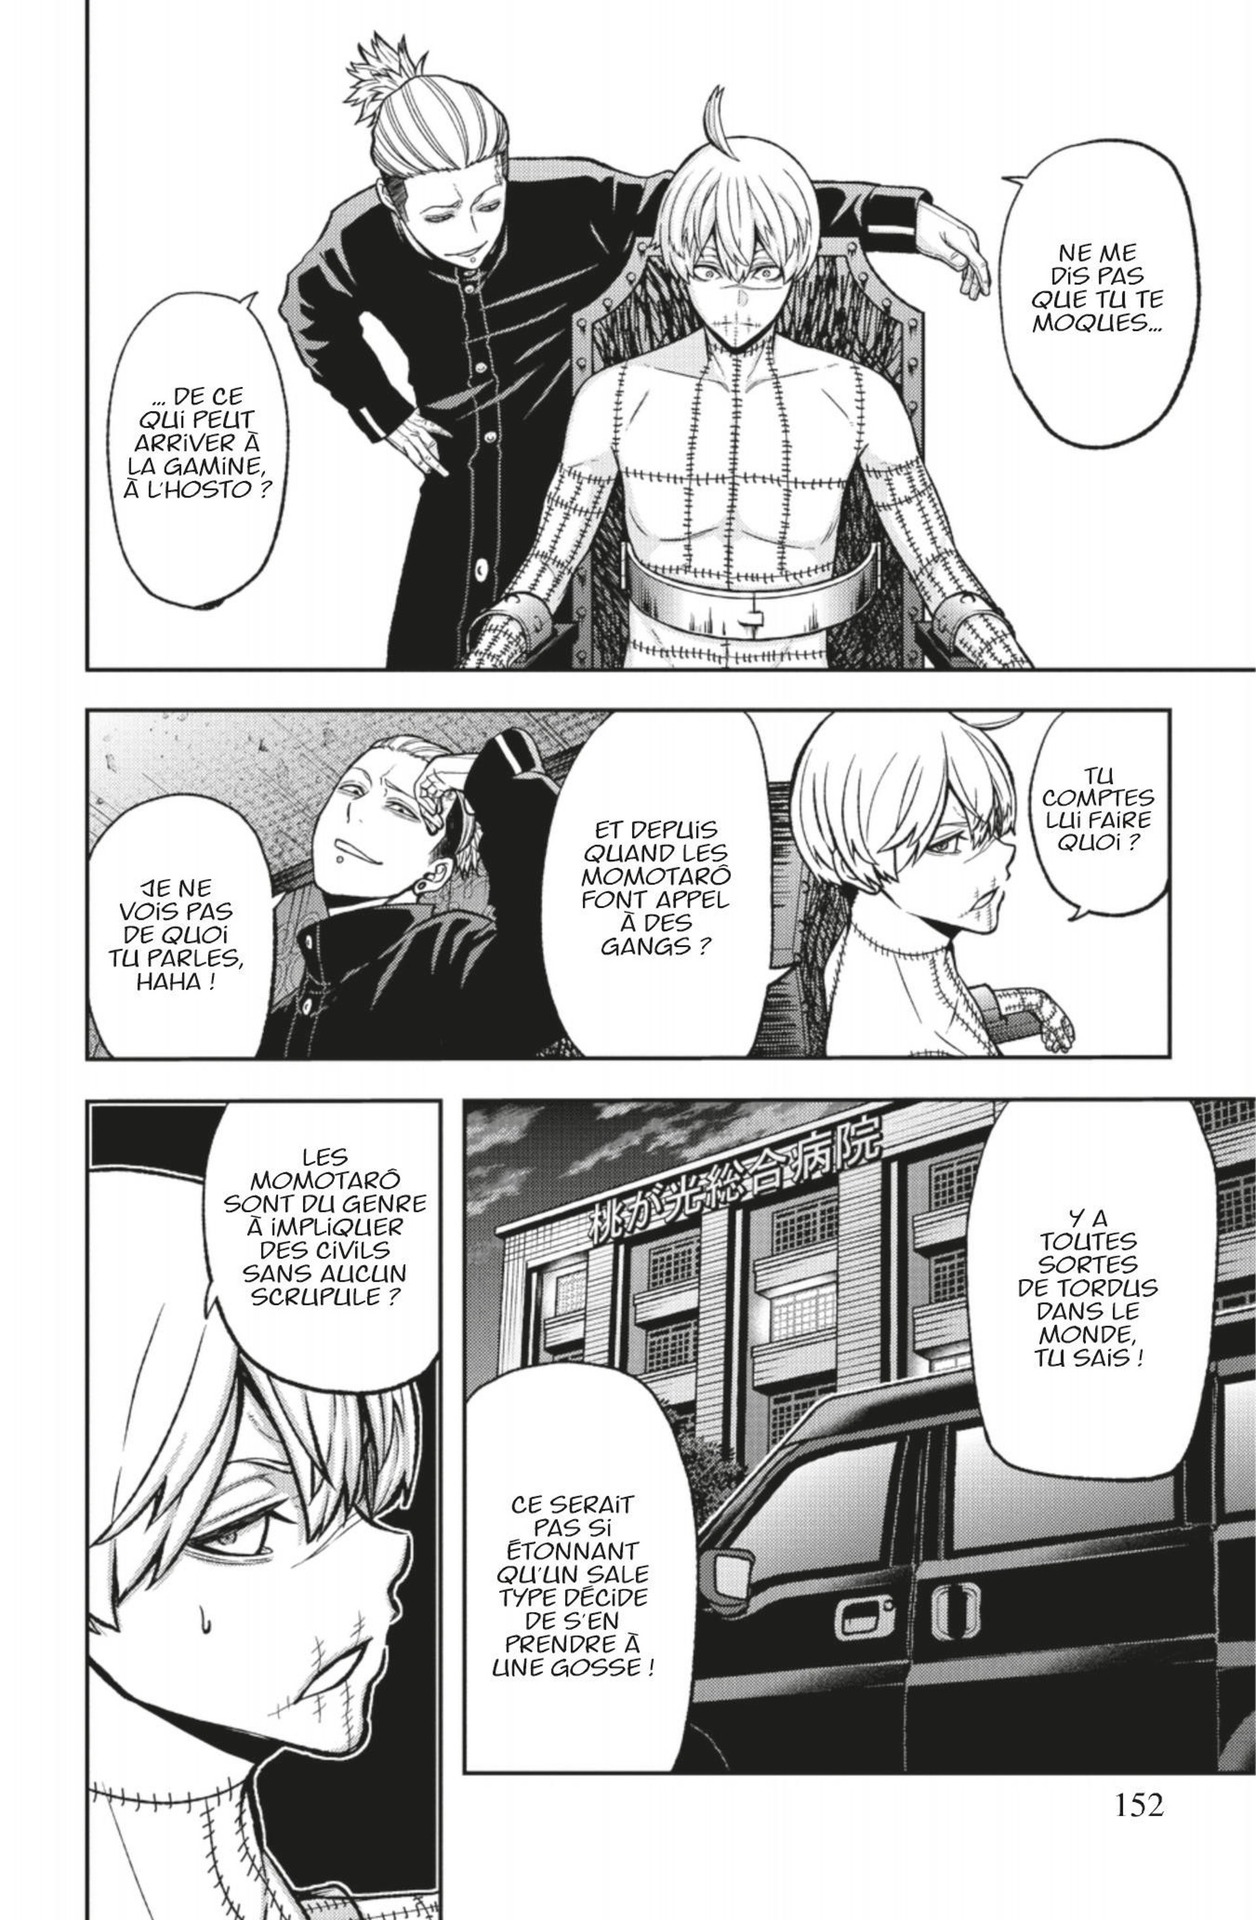 NE ME
DIS PAS
QUE TU TE
MOQUES...
... DE CE
QUI PEUT
ARRIVER À
LA GAMINE,
À L'HOSTO ?
TU
COMPTES
LUI FAIRE
QUOI ?
ET DEPUIS
QUAND LES
MOMOTARÔ
FONT APPEL
À DES
GANGS ?
JE NE
VOIS PAS
DE QUOI
TU PARLES,
HAHA !
Y A
TOUTES
SORTES
DE TORDUS
DANS LE
MONDE,
TU SAIS !
桃が光総合病院
CE SERAIT
PAS SI
ÉTONNANT
QU'UN SALE
TYPE DÉCIDE
DE S'EN
PRENDRE À
UNE GOSSE !
LES
MOMOTARÔ
SONT DU GENRE
À IMPLIQUER
DES CIVILS
SANS AUCUN
SCRUPULE ?
152